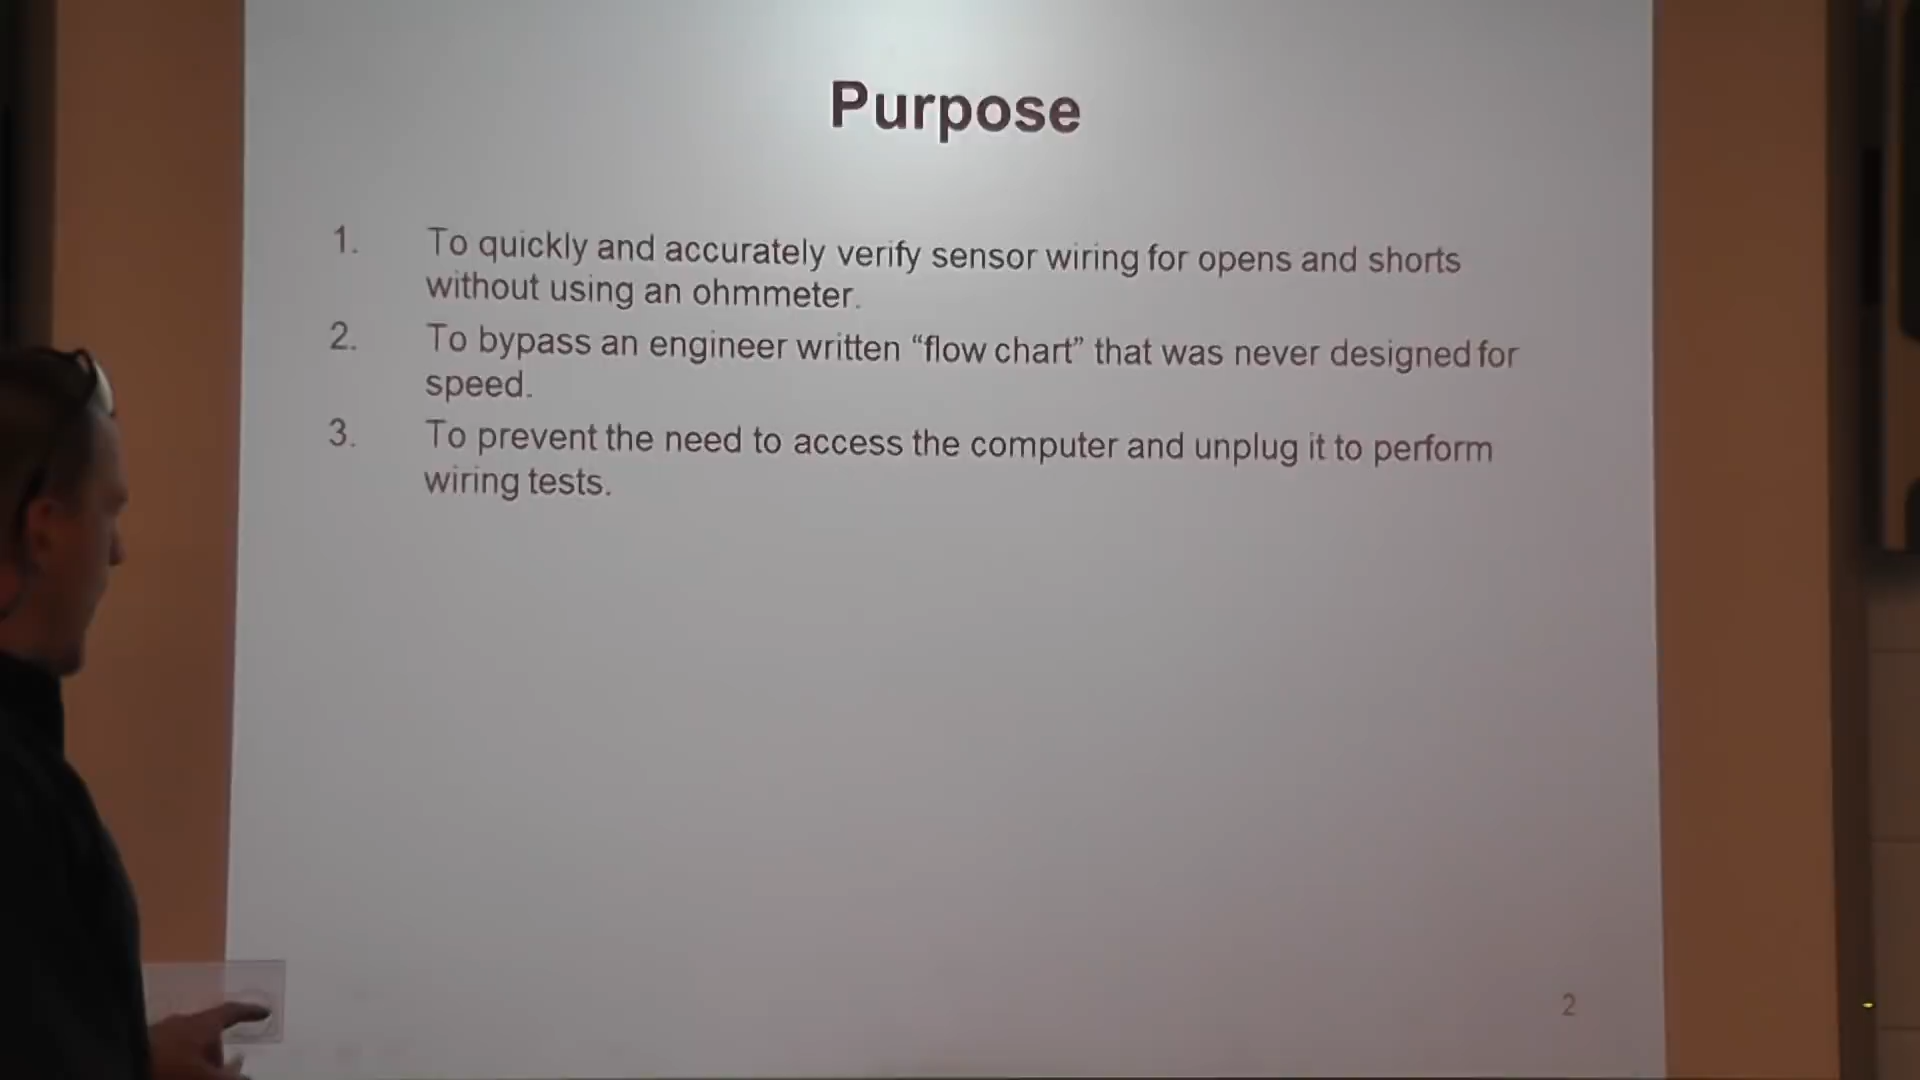 Purpose
1. To quickly and accurately verify sensor wiring for opens and shorts
without using an ohmmeter.
2. To bypass an engineer written “flow chart” that was never designed for
speed.
3. To prevent the need to access the computer and unplug it to perform
wiring tests.
2